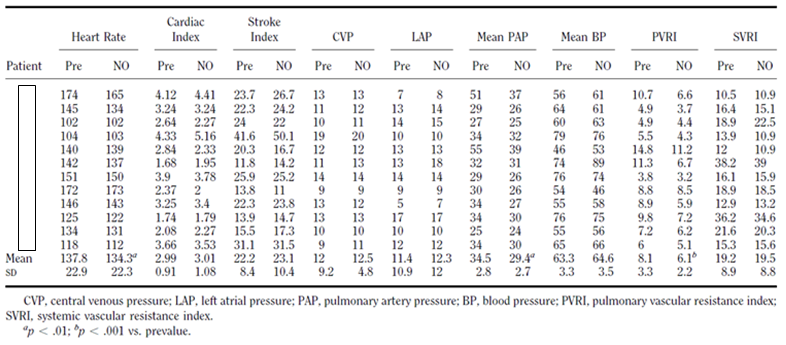 Heart Rate Cardiac Index Stroke Index CVP LAP Mean PAP Mean BP PVRI SVRI
Patient Pre NO Pre NO Pre NO Pre NO Pre NO Pre NO Pre NO Pre NO Pre NO
174 165 4.12 4.41 23.7 26.7 13 13 7 8 51 37 56 61 10.7 6.6 10.5 10.9
145 134 3.24 3.24 22.3 24.2 11 12 13 14 29 26 64 61 4.9 3.7 16.4 15.1
102 102 2.64 2.27 24 22 10 11 14 15 27 25 60 63 4.9 4.4 18.9 22.5
104 103 4.33 5.16 41.6 50.1 19 20 10 10 34 32 79 76 5.5 4.3 13.9 10.9
140 139 2.84 2.33 20.3 16.7 12 12 13 13 55 39 46 53 14.8 11.2 12 10.9
142 137 1.68 1.95 11.8 14.2 11 13 13 18 32 31 74 89 11.3 6.7 38.2 39
151 150 3.9 3.78 25.9 25.2 14 14 14 14 29 26 76 74 3.8 3.2 16.1 15.9
172 173 2.37 2 13.8 11 9 9 9 9 30 26 54 46 8.8 8.5 18.9 18.5
146 143 3.25 3.4 22.3 23.8 13 12 5 7 34 27 55 58 8.9 5.9 12.9 13.2
125 122 1.74 1.79 13.9 14.7 13 13 17 17 34 30 76 75 9.8 7.2 36.2 34.6
134 131 2.08 2.27 15.5 17.3 10 10 10 10 25 24 55 56 7.2 6.2 21.6 20.3
118 112 3.66 3.53 31.1 31.5 9 11 12 12 34 30 65 66 6 5.1 15.3 15.6
Mean 137.8 134.3a 2.99 3.01 22.2 23.1 12 12.5 11.4 12.3 34.5 29.4a 63.3 64.6 8.1 6.1b 19.2 19.5
SD 22.9 22.3 0.91 1.08 8.4 10.4 9.2 4.8 10.9 12 2.8 2.7 3.3 3.5 3.3 2.2 8.9 8.8
CVP, central venous pressure; LAP, left atrial pressure; PAP, pulmonary artery pressure; BP, blood pressure; PVRI, pulmonary vascular resistance index;
SVRI, systemic vascular resistance index.
ap < .01; bp < .001 vs. prevalue.